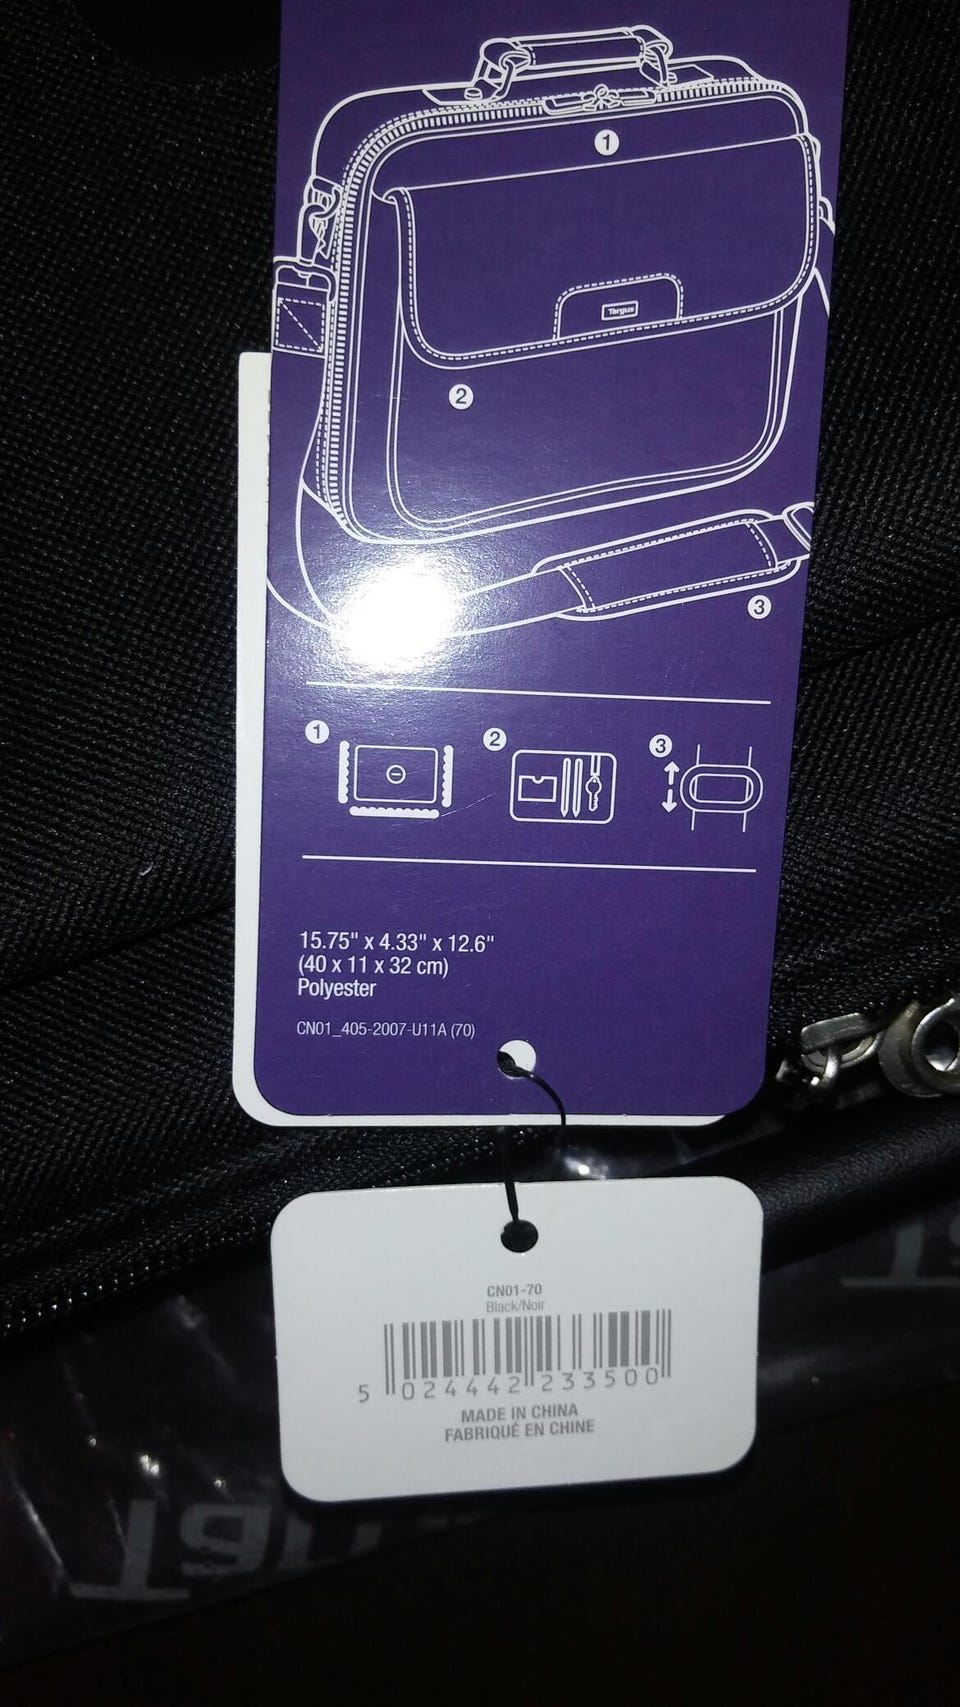 1
Targus
2
3
1
2
3
15.75" x 4.33" x 12.6"
(40 x 11 x 32 cm)
Polyester
CN01_405-2007-U11A (70)
CN01-70
Black/Noir
5 024442 233500
MADE IN CHINA
FABRIQUÉ EN CHINE